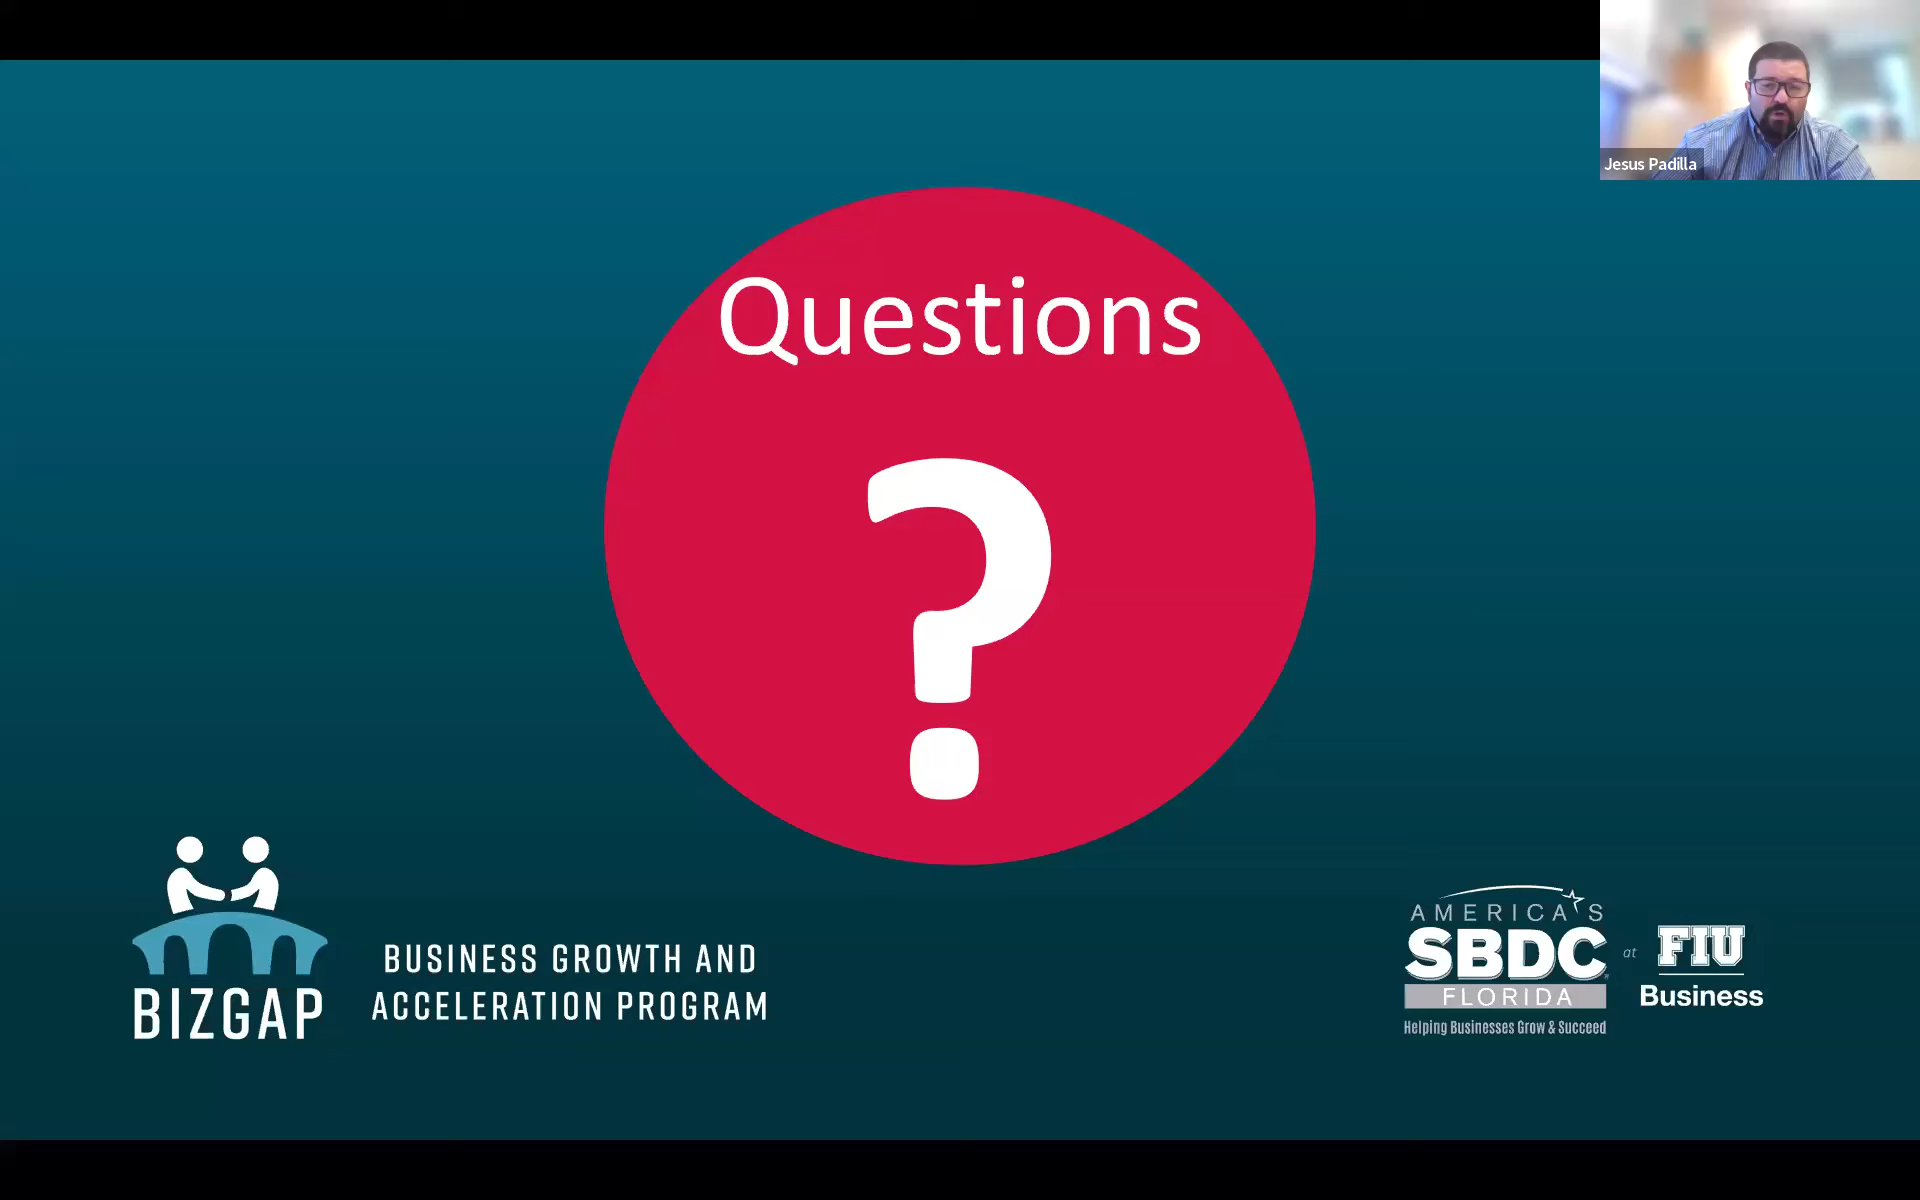 Jesus Padilla
Questions
?
BIZGAP
BUSINESS GROWTH AND
ACCELERATION PROGRAM
AMERICA'S
SBDC
FLORIDA
Helping Businesses Grow & Succeed
at
FIU
Business